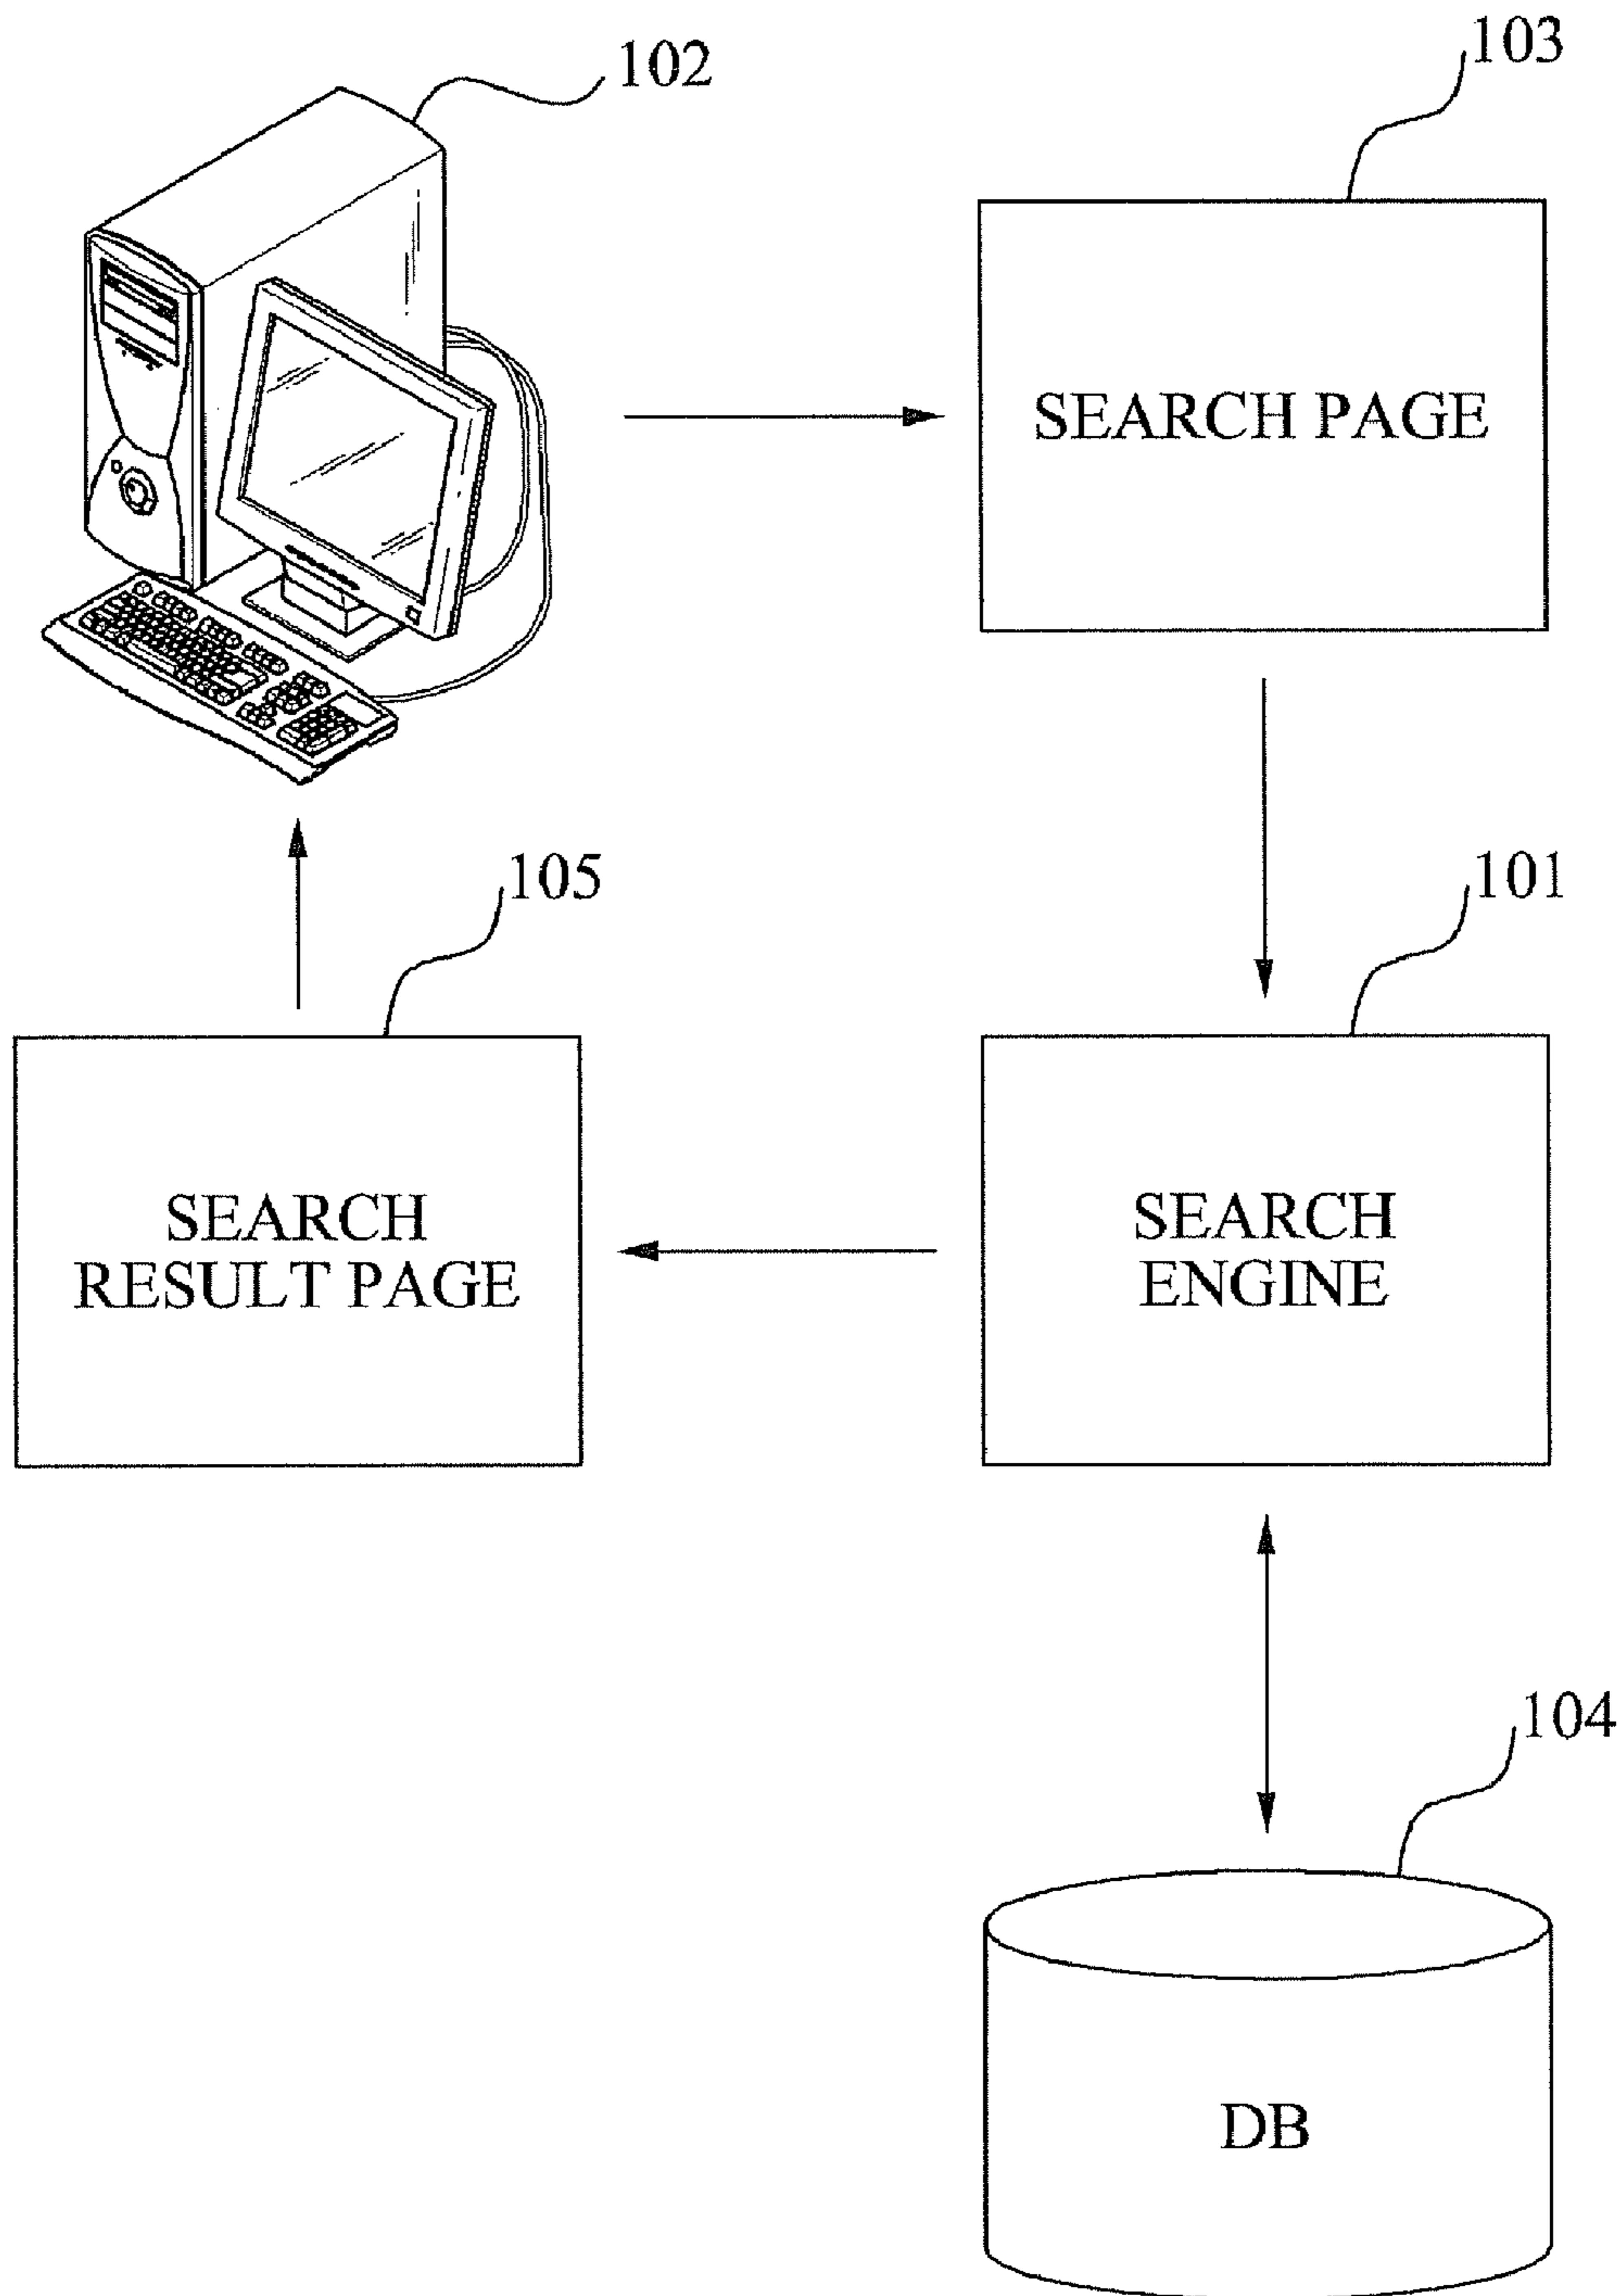 102
103
SEARCH PAGE
105
101
SEARCH
RESULT PAGE
SEARCH
ENGINE
104
DB